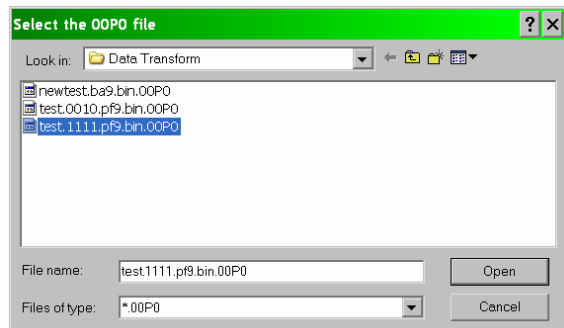 Select the 00P0 file
Look in: Data Transform
newtest.ba9.bin.00P0
test.0010.pf9.bin.00P0
test.1111.pf9.bin.00P0
File name: test.1111.pf9.bin.00P0 Open
Files of type: *.00P0 Cancel